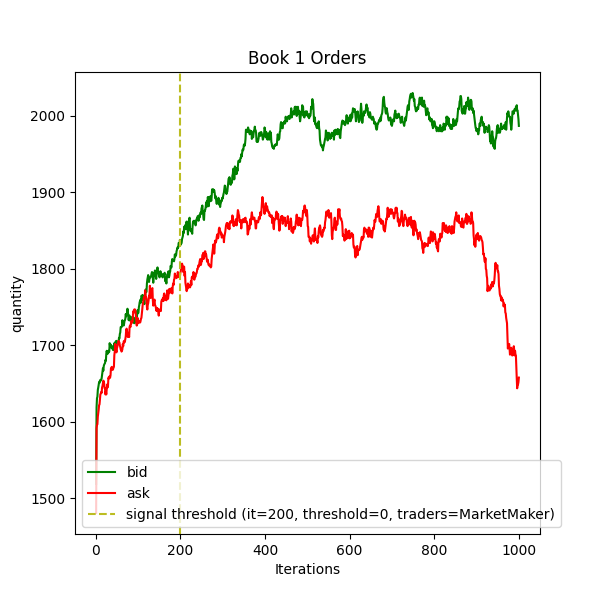 Book 1 Orders
quantity
2000
1900
1800
1700
1600
1500
bid
ask
signal threshold (it=200, threshold=0, traders=MarketMaker)
0 200 400 600 800 1000
Iterations